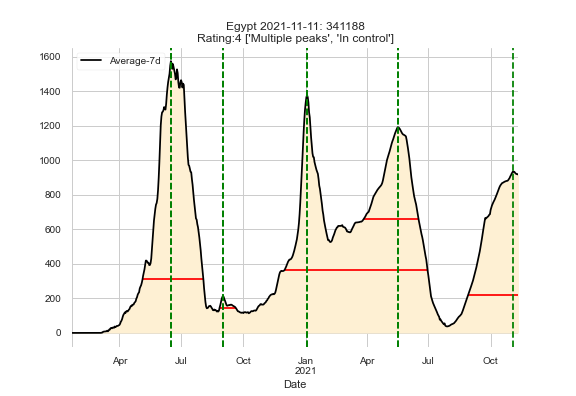 Egypt 2021-11-11: 341188
Rating:4 ['Multiple peaks', 'In control']
Average-7d
1600
1400
1200
1000
800
600
400
200
0
Apr
Jul
Oct
Jan
2021
Apr
Jul
Oct
Date